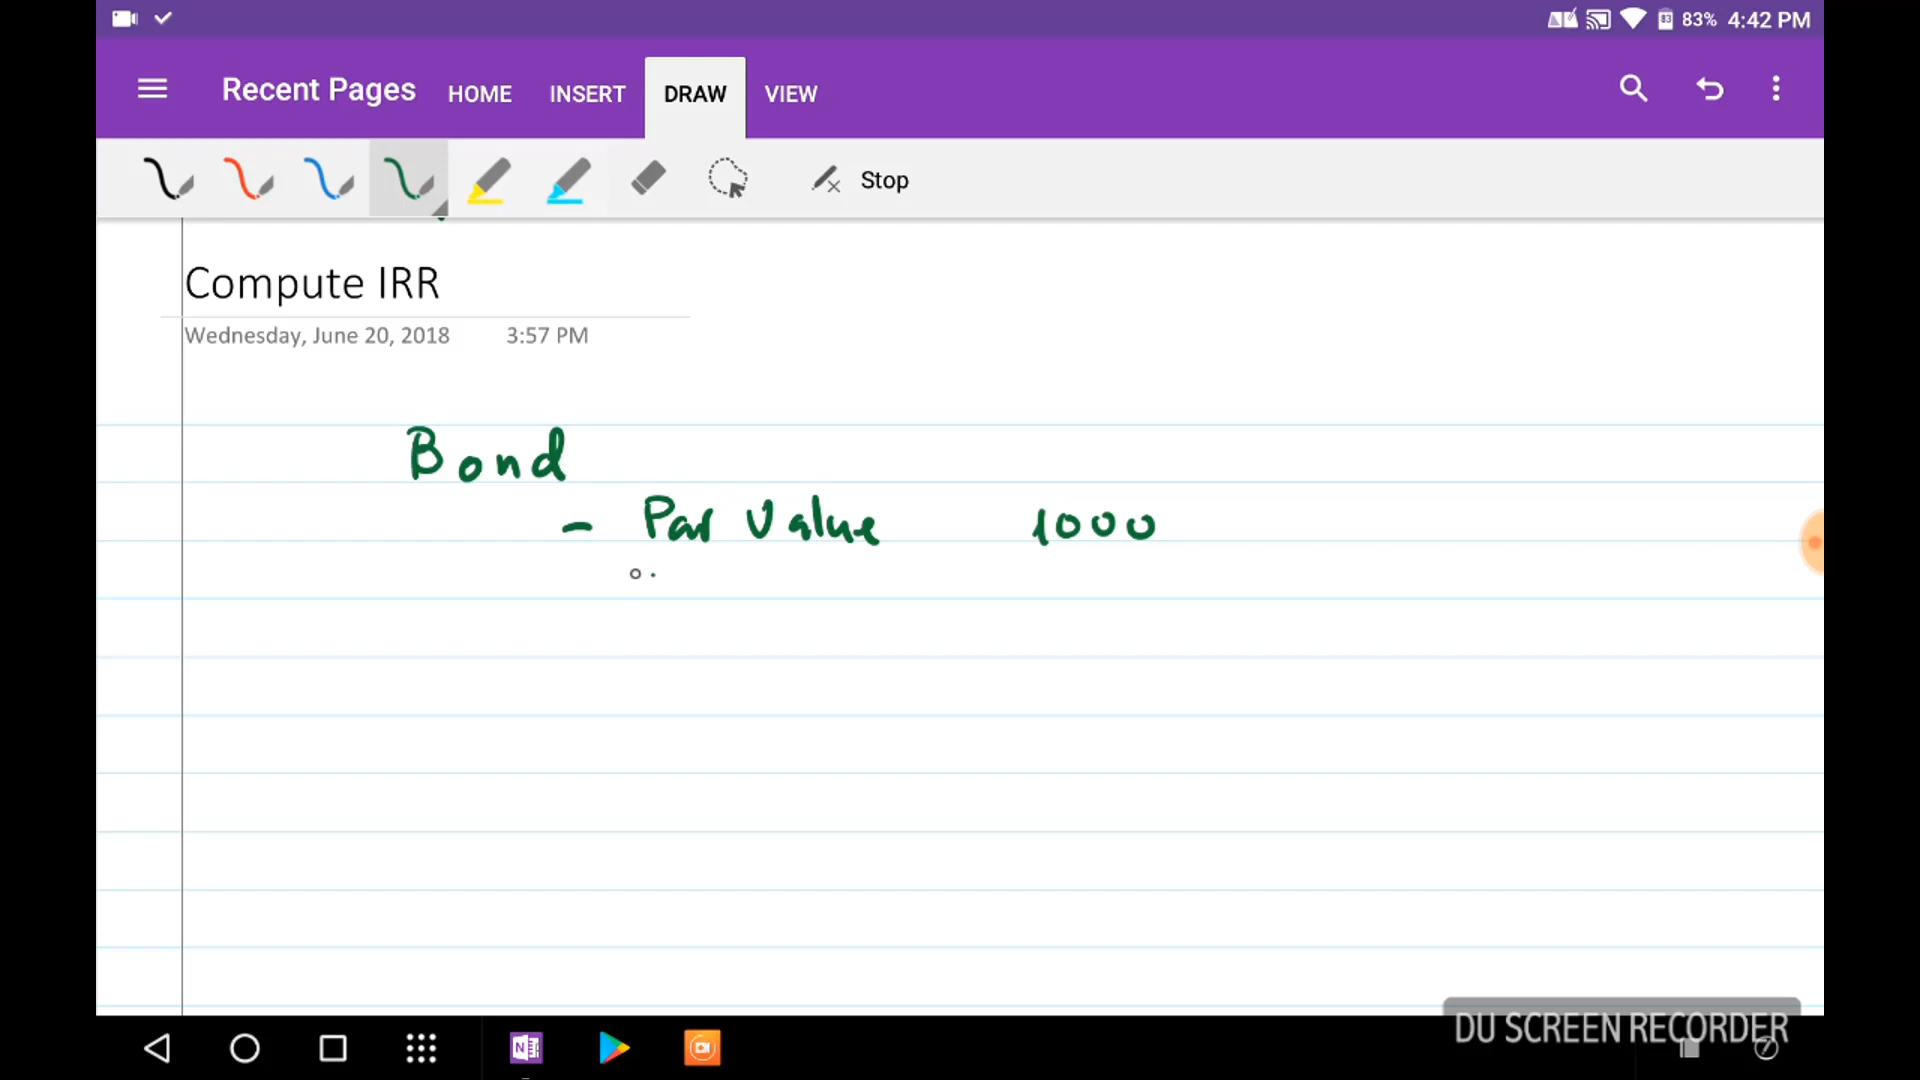 83 83% 4:42 PM
Recent Pages HOME INSERT DRAW VIEW
Stop
Compute IRR
Wednesday, June 20, 2018 3:57 PM
Bond
- Par Value 1000
N
DU SCREEN RECORDER